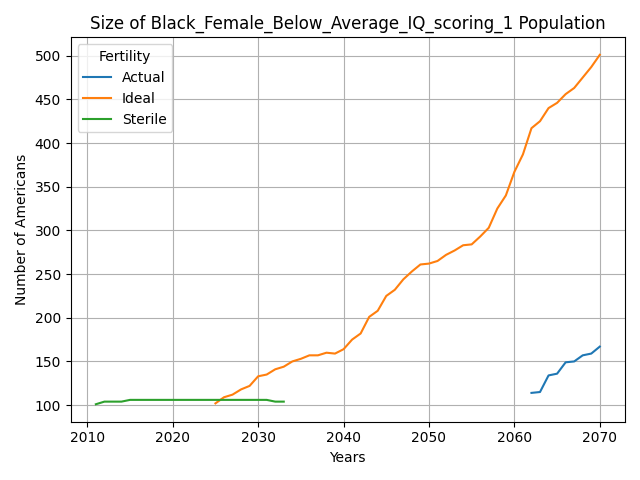 Size of Black_Female_Below_Average_IQ_scoring_1 Population
Fertility
Actual
Ideal
Sterile
Number of Americans
500
450
400
350
300
250
200
150
100
2010 2020 2030 2040 2050 2060 2070
Years